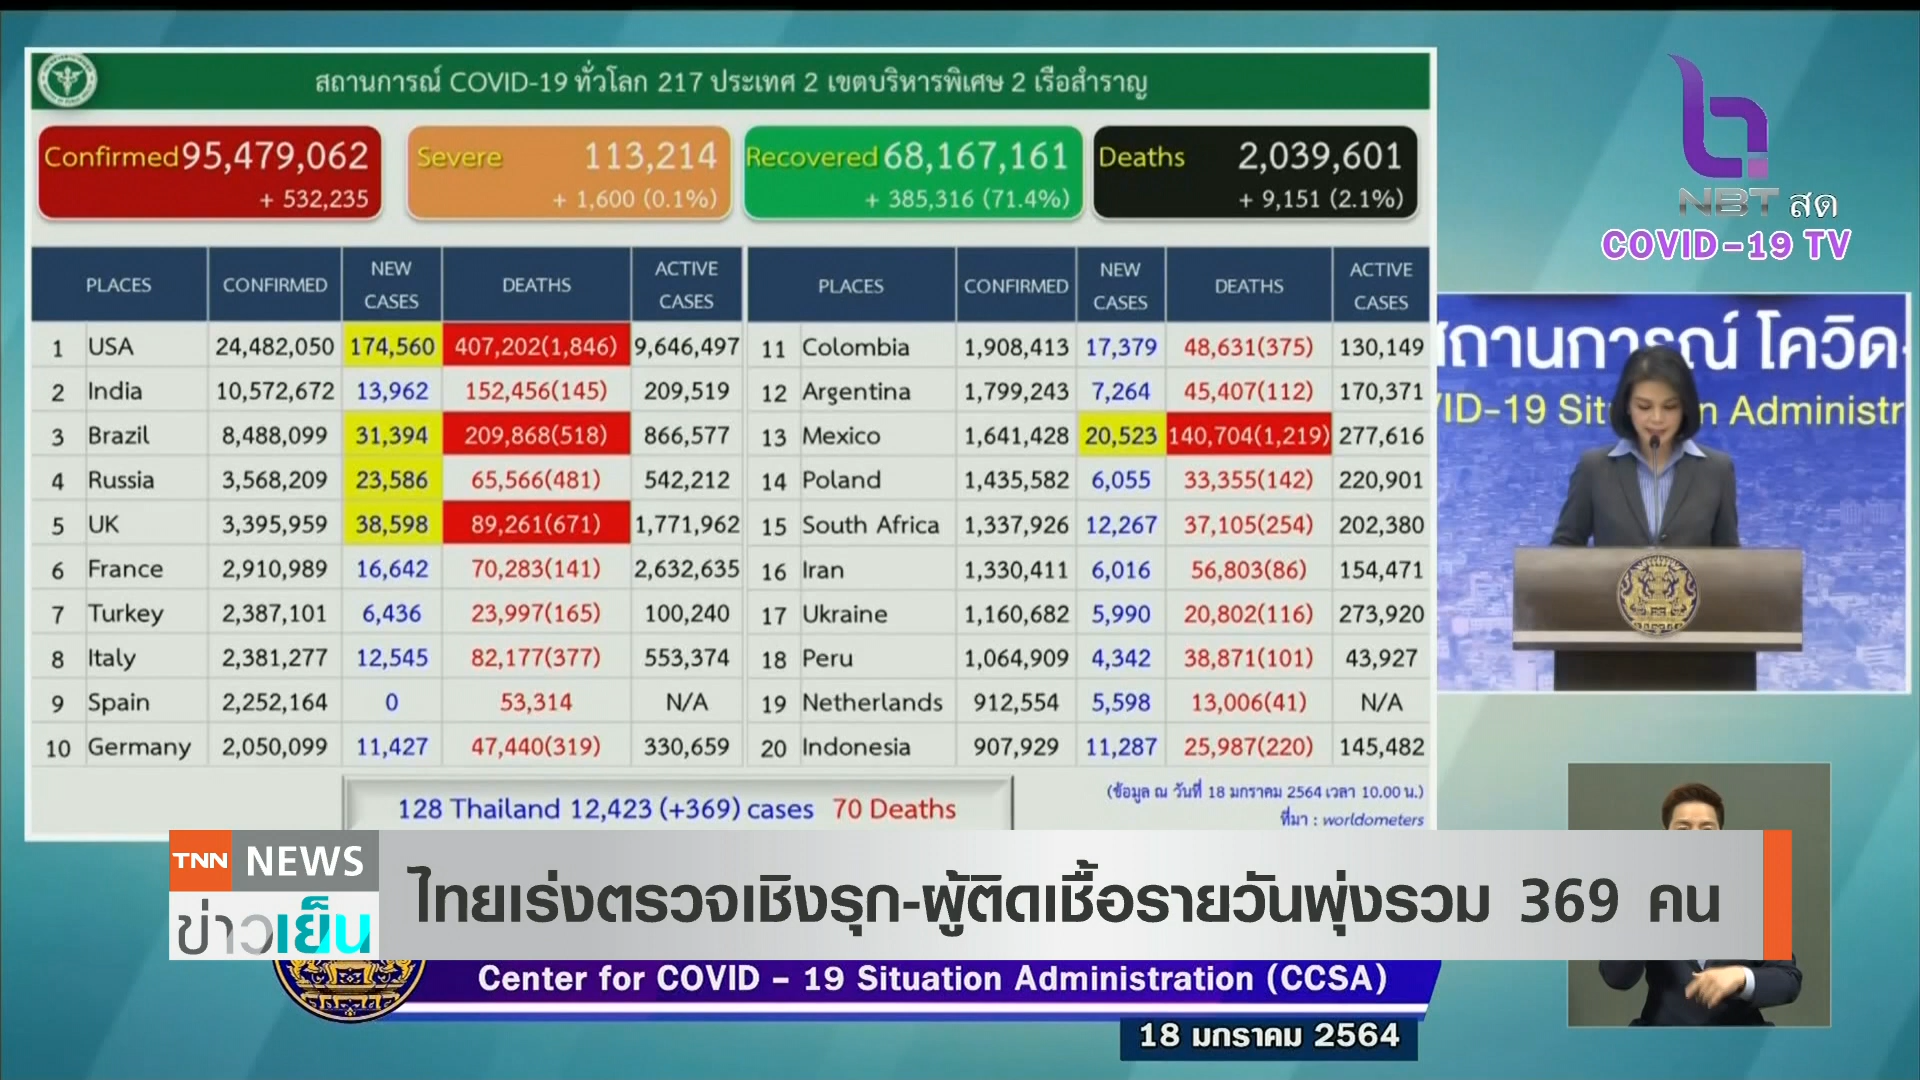 สถานการณ์ COVID-19 ทั่วโลก 217 ประเทศ 2 เขตบริหารพิเศษ 2 เรือสำราญ
Confirmed 95,479,062
+ 532,235
Severe 113,214
+ 1,600 (0.1%)
Recovered 68,167,161
+ 385,316 (71.4%)
Deaths 2,039,601
+ 9,151 (2.1%)
NBT สด
COVID-19 TV
PLACES CONFIRMED NEW CASES DEATHS ACTIVE CASES
1 USA 24,482,050 174,560 407,202(1,846) 9,646,497
2 India 10,572,672 13,962 152,456(145) 209,519
3 Brazil 8,488,099 31,394 209,868(518) 866,577
4 Russia 3,568,209 23,586 65,566(481) 542,212
5 UK 3,395,959 38,598 89,261(671) 1,771,962
6 France 2,910,989 16,642 70,283(141) 2,632,635
7 Turkey 2,387,101 6,436 23,997(165) 100,240
8 Italy 2,381,277 12,545 82,177(377) 553,374
9 Spain 2,252,164 0 53,314 N/A
10 Germany 2,050,099 11,427 47,440(319) 330,659
PLACES CONFIRMED NEW CASES DEATHS ACTIVE CASES
11 Colombia 1,908,413 17,379 48,631(375) 130,149
12 Argentina 1,799,243 7,264 45,407(112) 170,371
13 Mexico 1,641,428 20,523 140,704(1,219) 277,616
14 Poland 1,435,582 6,055 33,355(142) 220,901
15 South Africa 1,337,926 12,267 37,105(254) 202,380
16 Iran 1,330,411 6,016 56,803(86) 154,471
17 Ukraine 1,160,682 5,990 20,802(116) 273,920
18 Peru 1,064,909 4,342 38,871(101) 43,927
19 Netherlands 912,554 5,598 13,006(41) N/A
20 Indonesia 907,929 11,287 25,987(220) 145,482
128 Thailand 12,423 (+369) cases 70 Deaths
(ข้อมูล ณ วันที่ 18 มกราคม 2564 เวลา 10.00 น.)
ที่มา : worldometers
โควิด-
VID-19 Administr
TNN NEWS
ข่าวเย็น
ไทยเร่งตรวจเชิงรุก-ผู้ติดเชื้อรายวันพุ่งรวม 369 คน
Center for COVID - 19 Situation Administration (CCSA)
18 มกราคม 2564